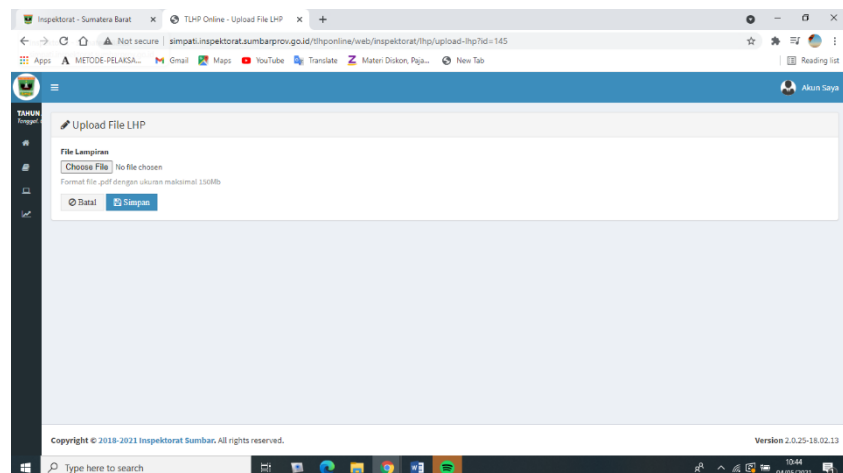 Inspektorat - Sumatera Barat
TLHP Online - Upload File LHP
Not secure | simpati.inspektorat.sumbarprov.go.id/tlhponline/web/inspektorat/lhp/upload-lhp?id=145
Apps METODE-PELAKSA... Gmail Maps YouTube Translate Materi Diskon, Paja... New Tab Reading list
Akun Saya
TAHUN
Upload File LHP
File Lampiran
Choose File No file chosen
Format file .pdf dengan ukuran maksimal 150Mb
Batal Simpan
Copyright © 2018-2021 Inspektorat Sumbar. All rights reserved. Version 2.0.25-18.02.13
Type here to search
10:44
04/05/2021